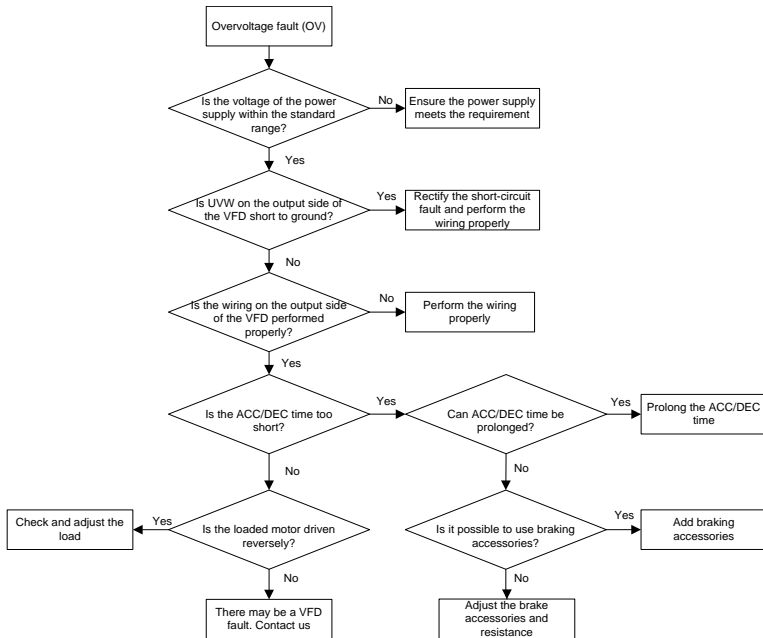 Overvoltage fault (OV)
Is the voltage of the power
supply within the standard
range?
No
Ensure the power supply
meets the requirement
Yes
Is UVW on the output side of
the VFD short to ground?
Yes
Rectify the short-circuit
fault and perform the
wiring properly
No
Is the wiring on the output side
of the VFD performed
properly?
No
Perform the wiring
properly
Yes
Is the ACC/DEC time too
short?
Yes
Can ACC/DEC time be
prolonged?
Yes
Prolong the ACC/DEC
time
No
No
Check and adjust the
load
Yes
Is the loaded motor driven
reversely?
Is it possible to use braking
accessories?
Yes
Add braking
accessories
No
No
There may be a VFD
fault. Contact us
Adjust the brake
accessories and
resistance